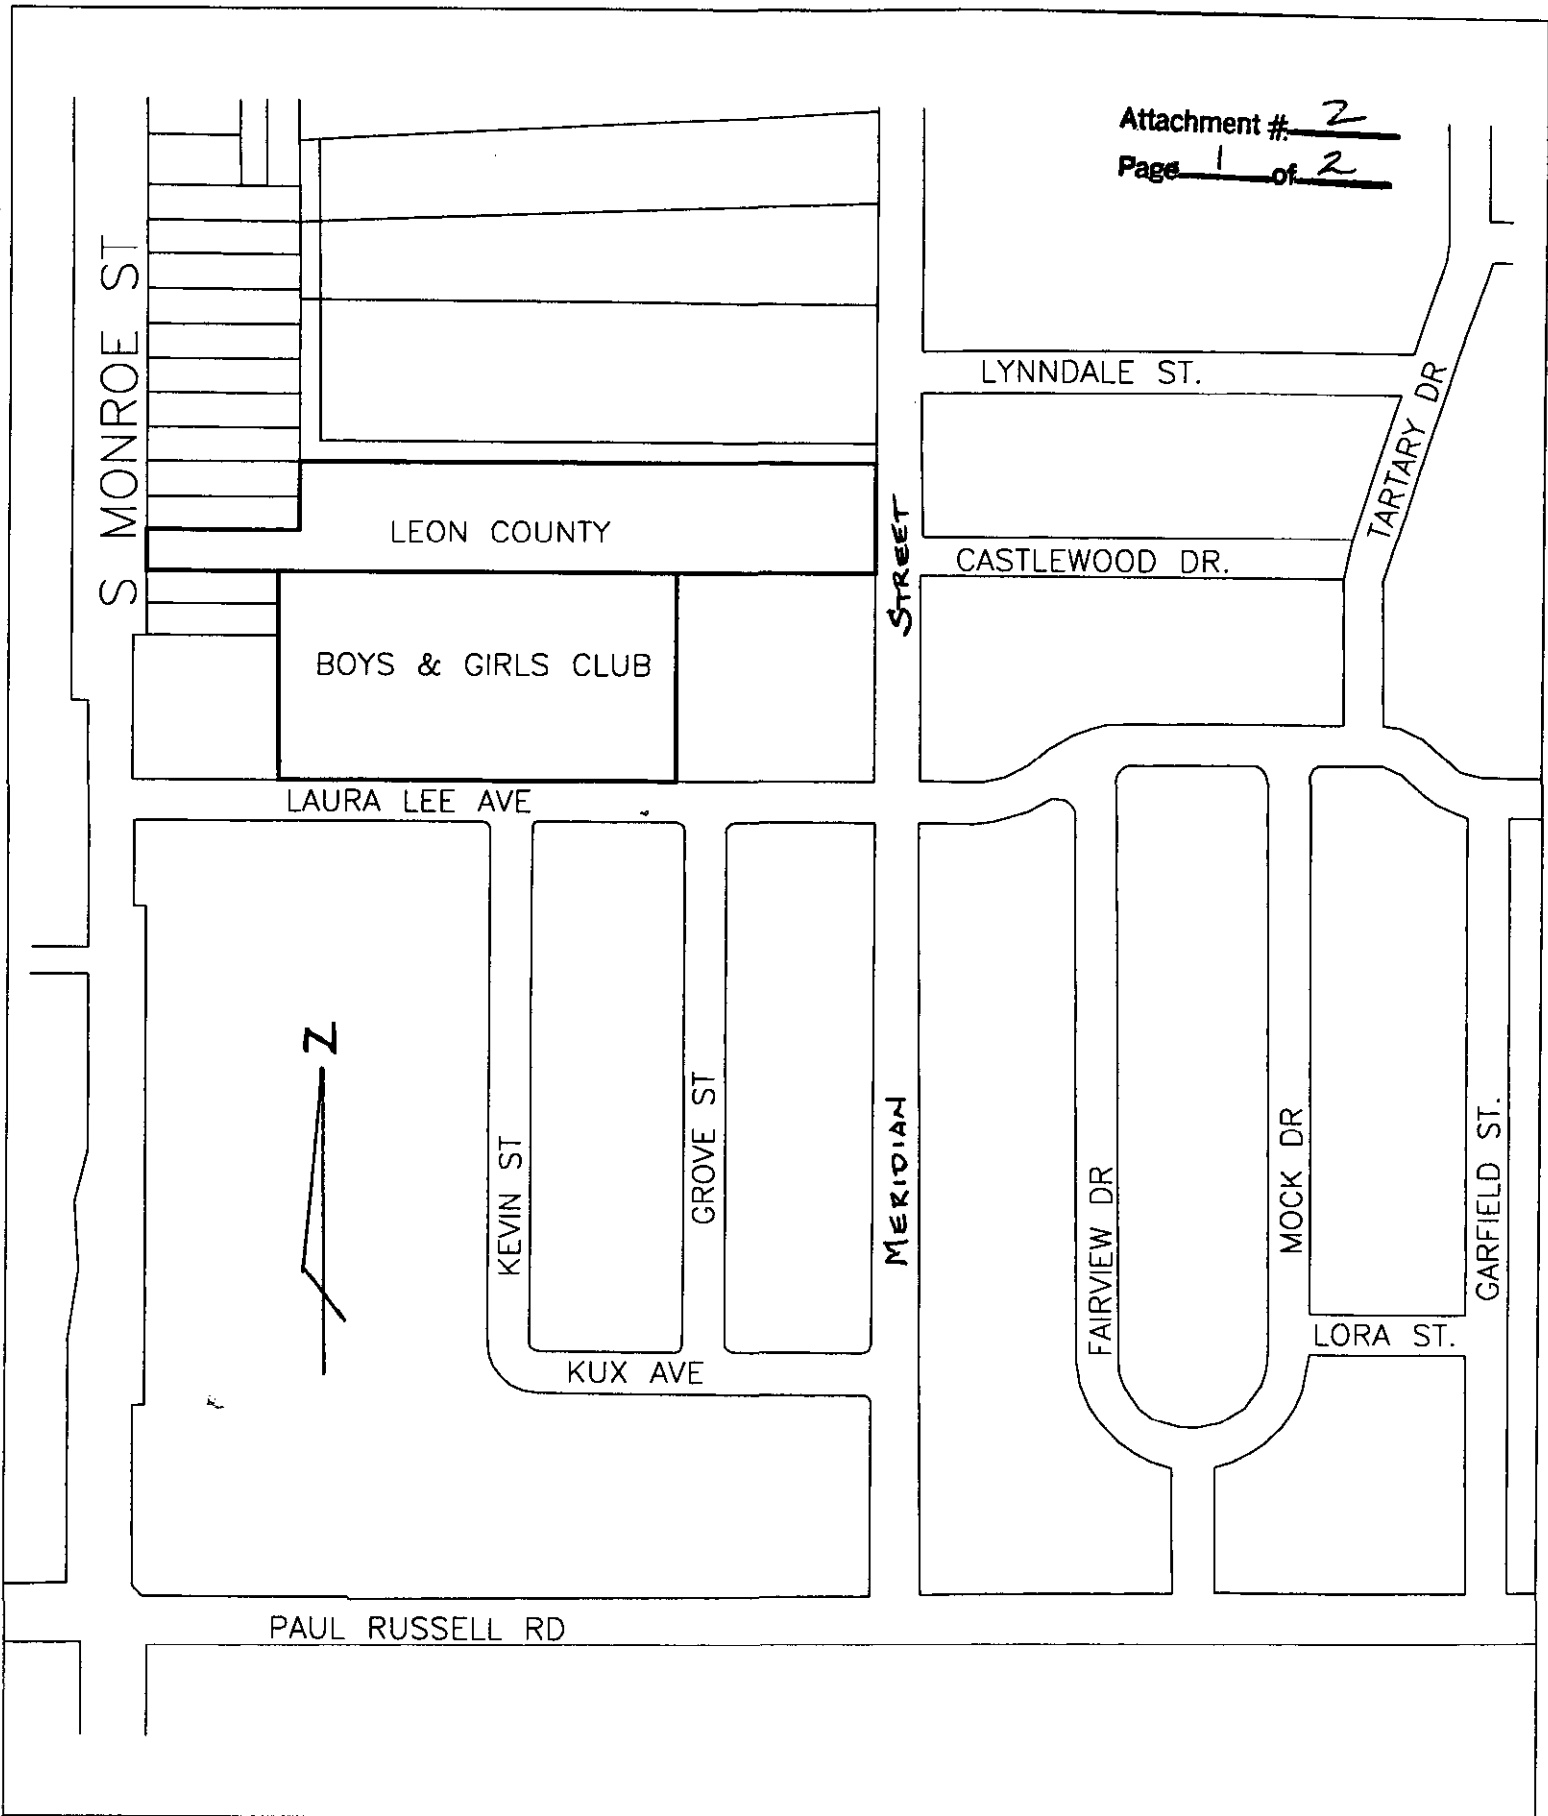 Attachment # 2
Page 1 of 2
S MONROE ST
LYNNDALE ST.
TARTARY DR
LEON COUNTY
STREET
CASTLEWOOD DR.
BOYS & GIRLS CLUB
LAURA LEE AVE
N
KEVIN ST
GROVE ST
MERIDIAN
FAIRVIEW DR
MOCK DR
GARFIELD ST.
LORA ST.
KUX AVE
PAUL RUSSELL RD